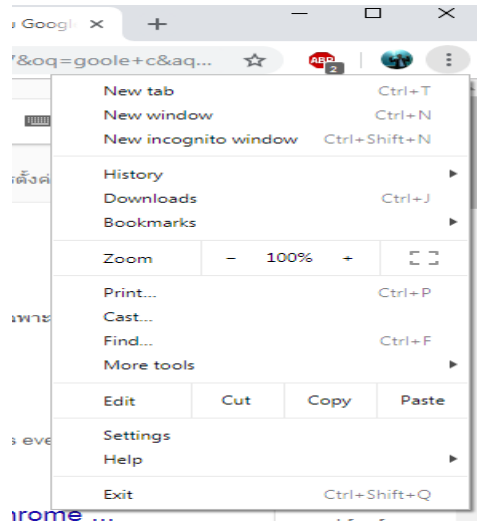 Googl × +
7&oq=goole+c&aq...
ABP
2
New tab Ctrl+T
New window Ctrl+N
New incognito window Ctrl+Shift+N
History
Downloads Ctrl+J
Bookmarks
Zoom − 100% +
Print... Ctrl+P
Cast...
Find... Ctrl+F
More tools
Edit Cut Copy Paste
Settings
Help
Exit Ctrl+Shift+Q
s eve
hrome ...